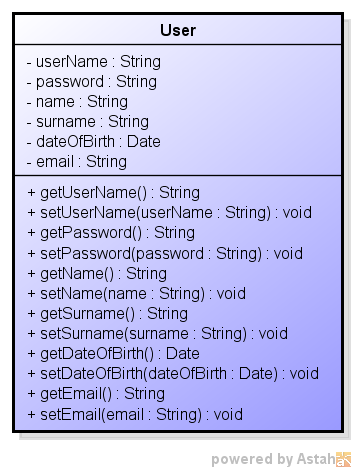 User
- userName : String
- password : String
- name : String
- surname : String
- dateOfBirth : Date
- email : String
+ getUserName() : String
+ setUserName(userName : String) : void
+ getPassword() : String
+ setPassword(password : String) : void
+ getName() : String
+ setName(name : String) : void
+ getSurname() : String
+ setSurname(surname : String) : void
+ getDateOfBirth() : Date
+ setDateOfBirth(dateOfBirth : Date) : void
+ getEmail() : String
+ setEmail(email : String) : void
powered by Astah